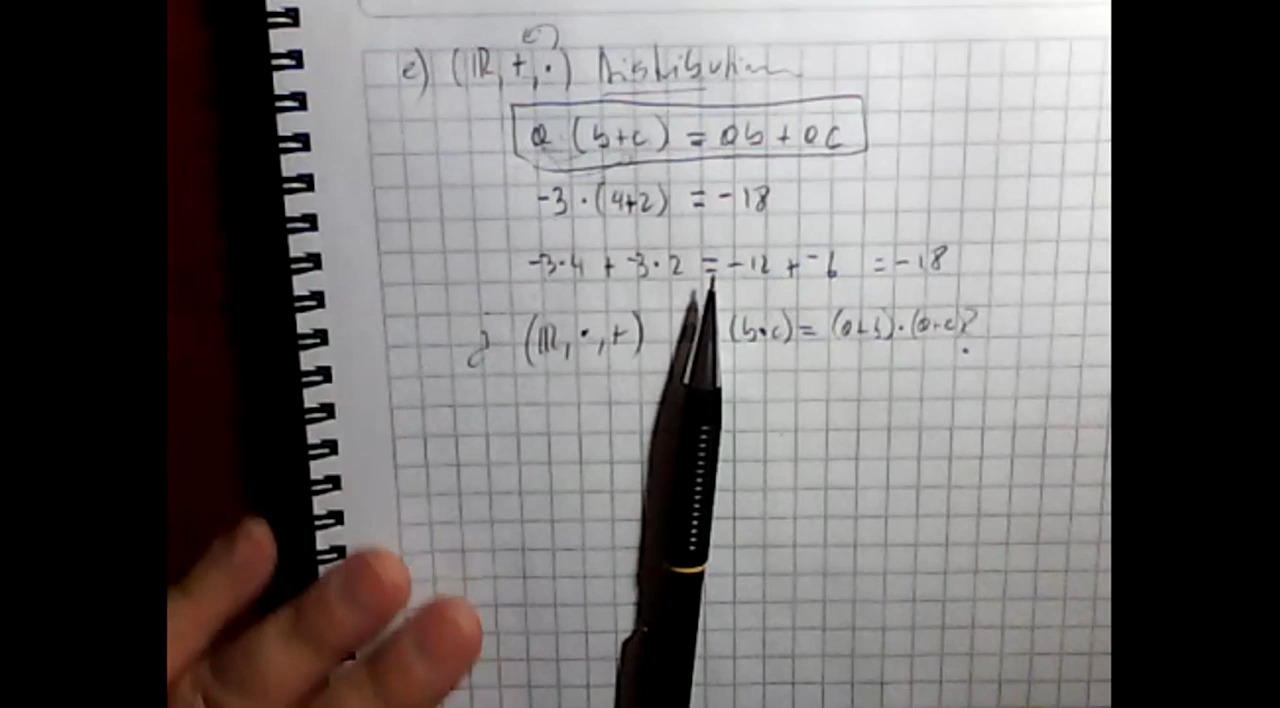 e) (ℝ, +, ·) Distributiva
a · (b+c) = ab + ac
-3 · (4+2) = -18
-3·4 + -3·2 = -12 + -6 = -18
¿ (ℝ, ·, +) (b·c) = (a+b)·(a+c)?